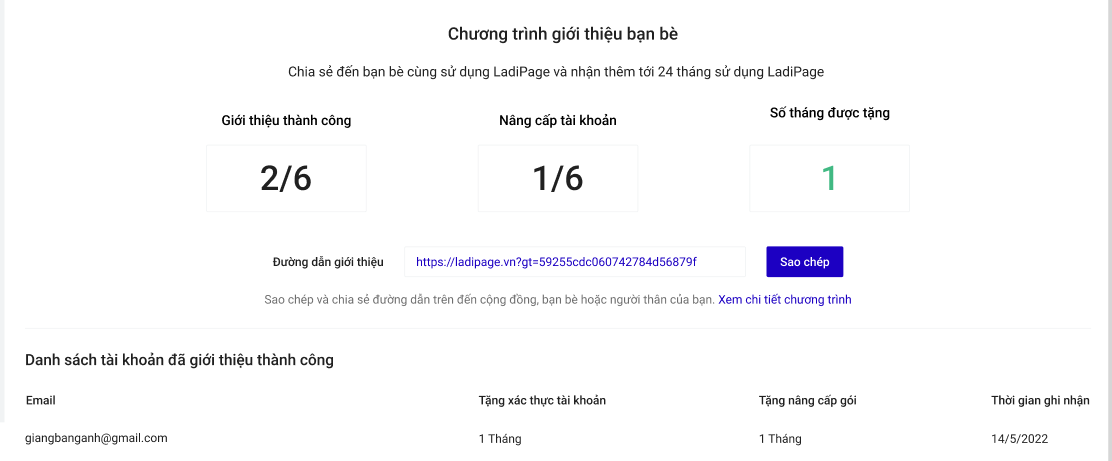 Chương trình giới thiệu bạn bè
Chia sẻ đến bạn bè cùng sử dụng LadiPage và nhận thêm tới 24 tháng sử dụng LadiPage
Giới thiệu thành công
Nâng cấp tài khoản
Số tháng được tặng
2/6
1/6
1
Đường dẫn giới thiệu
https://ladipage.vn?gt=59255cdc060742784d56879f
Sao chép
Sao chép và chia sẻ đường dẫn trên đến cộng đồng, bạn bè hoặc người thân của bạn. Xem chi tiết chương trình
Danh sách tài khoản đã giới thiệu thành công
Email
Tặng xác thực tài khoản
Tặng nâng cấp gói
Thời gian ghi nhận
giangbanganh@gmail.com
1 Tháng
1 Tháng
14/5/2022